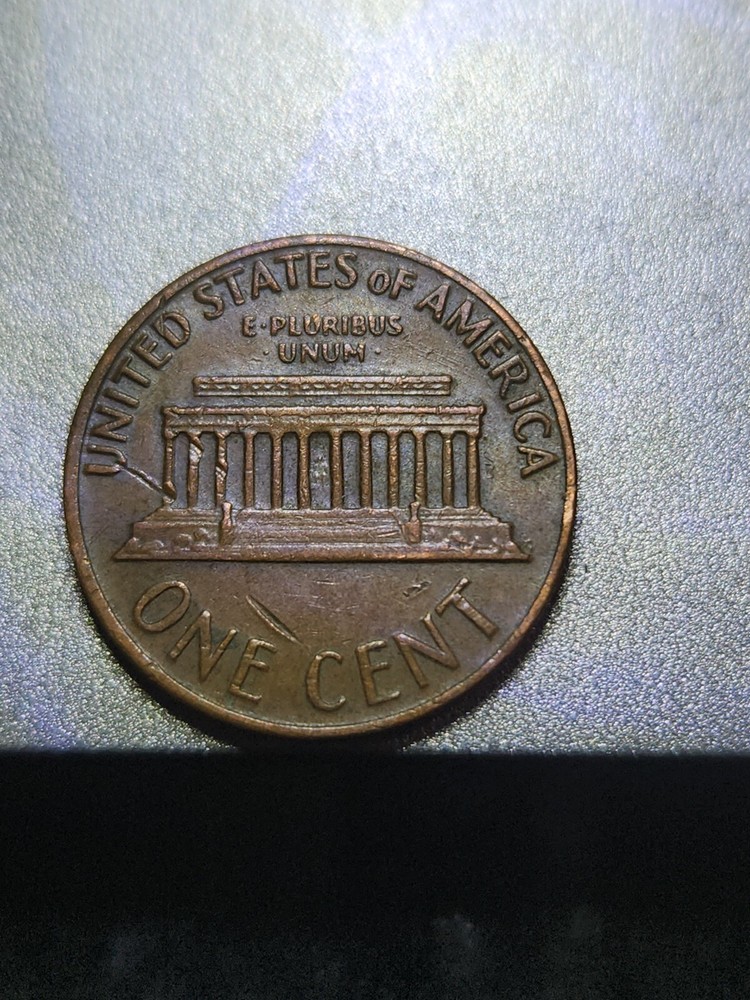 UNITED STATES OF AMERICA
E·PLURIBUS
·UNUM·
ONE CENT